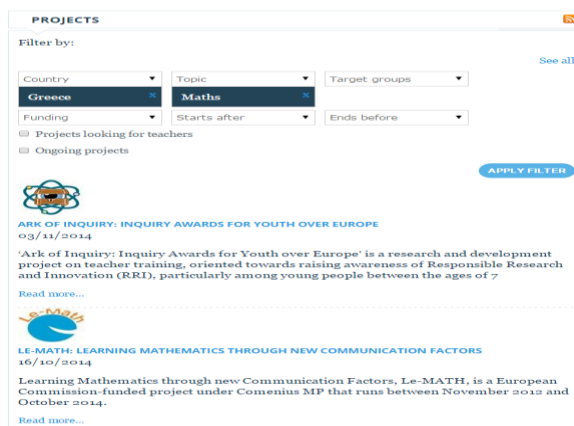 PROJECTS
Filter by:
See all
Country Topic Target groups
Greece × Maths ×
Funding Starts after Ends before
Projects looking for teachers
Ongoing projects
APPLY FILTER
ARK OF INQUIRY: INQUIRY AWARDS FOR YOUTH OVER EUROPE
03/11/2014
'Ark of Inquiry: Inquiry Awards for Youth over Europe' is a research and development
project on teacher training, oriented towards raising awareness of Responsible Research
and Innovation (RRI), particularly among young people between the ages of 7
Read more...
Le-MATH
LE-MATH: LEARNING MATHEMATICS THROUGH NEW COMMUNICATION FACTORS
16/10/2014
Learning Mathematics through new Communication Factors, Le-MATH, is a European
Commission-funded project under Comenius MP that runs between November 2012 and
October 2014.
Read more...